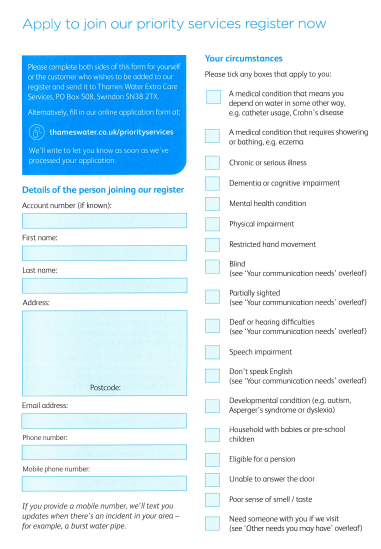 Apply to join our priority services register now
Please complete both sides of this form for yourself
or the customer who wishes to be added to our
register and send it to Thames Water Extra Care
Services, PO Box 508, Swindon SN38 2TX.
Alternatively, fill in our online application form at:
thameswater.co.uk/priorityservices
We'll write to let you know as soon as we've
processed your application.
Details of the person joining our register
Account number (if known):
First name:
Last name:
Address:
Postcode:
Email address:
Phone number:
Mobile phone number:
If you provide a mobile number, we'll text you
updates when there's an incident in your area –
for example, a burst water pipe.
Your circumstances
Please tick any boxes that apply to you:
A medical condition that means you
depend on water in some other way,
e.g. catheter usage, Crohn's disease
A medical condition that requires showering
or bathing, e.g. eczema
Chronic or serious illness
Dementia or cognitive impairment
Mental health condition
Physical impairment
Restricted hand movement
Blind
(see 'Your communication needs' overleaf)
Partially sighted
(see 'Your communication needs' overleaf)
Deaf or hearing difficulties
(see 'Your communication needs' overleaf)
Speech impairment
Don't speak English
(see 'Your communication needs' overleaf)
Developmental condition (e.g. autism,
Asperger's syndrome or dyslexia)
Household with babies or pre-school
children
Eligible for a pension
Unable to answer the door
Poor sense of smell / taste
Need someone with you if we visit
(see 'Other needs you may have' overleaf)